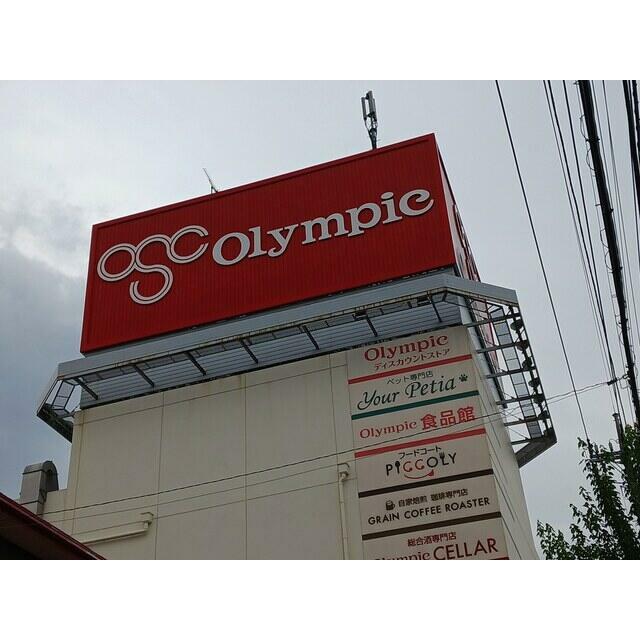 OSC Olympic
Olympic
ディスカウントストア
ペット専門店
Your Petia
Olympic 食品館
フードコート
PIGGOLY
自家焙煎 珈琲専門店
GRAIN COFFEE ROASTER
総合酒専門店
Olympic CELLAR